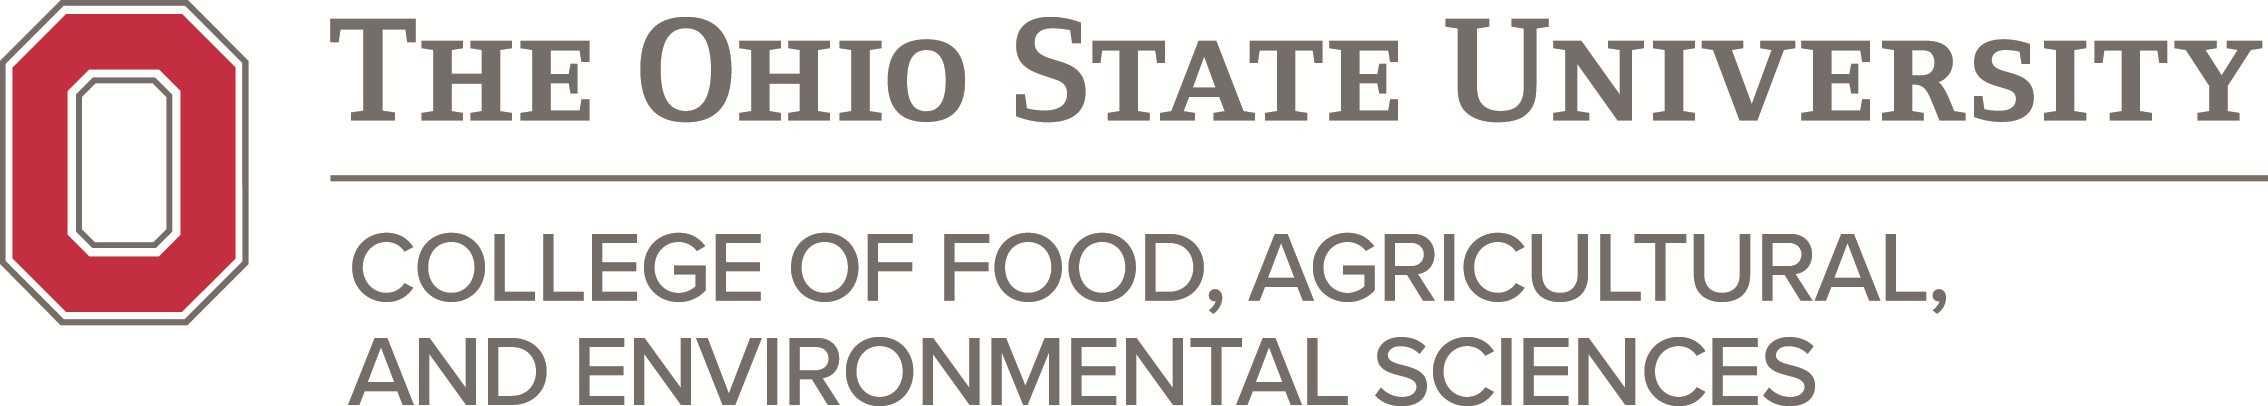 THE OHIO STATE UNIVERSITY
COLLEGE OF FOOD, AGRICULTURAL,
AND ENVIRONMENTAL SCIENCES